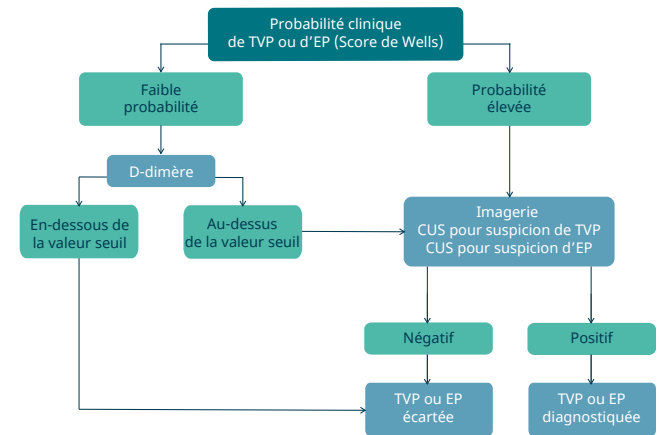 Probabilité clinique
de TVP ou d'EP (Score de Wells)
Faible
probabilité
Probabilité
élevée
D-dimère
En-dessous de
la valeur seuil
Au-dessus
de la valeur seuil
Imagerie
CUS pour suspicion de TVP
CUS pour suspicion d'EP
Négatif
Positif
TVP ou EP
écartée
TVP ou EP
diagnostiquée